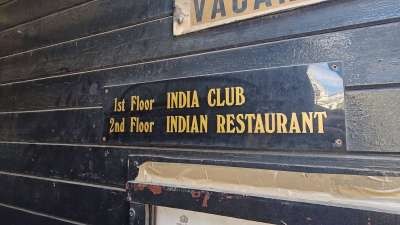 1st Floor INDIA CLUB
2nd Floor INDIAN RESTAURANT